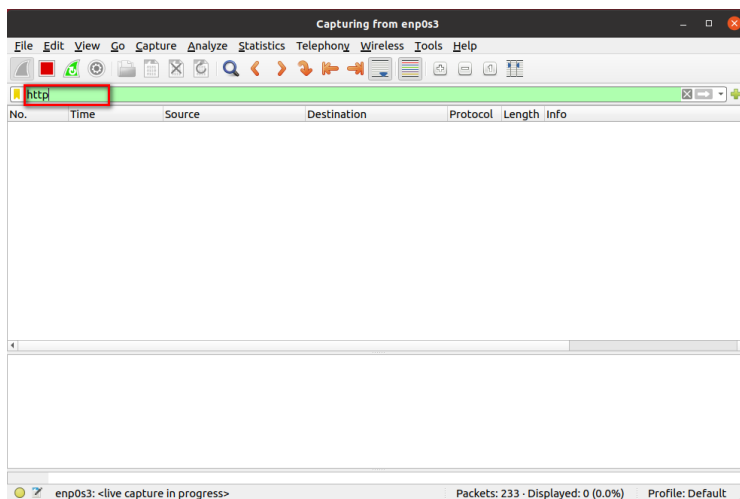 Capturing from enp0s3
File Edit View Go Capture Analyze Statistics Telephony Wireless Tools Help
http
No. Time Source Destination Protocol Length Info
enp0s3: <live capture in progress> Packets: 233 · Displayed: 0 (0.0%) Profile: Default